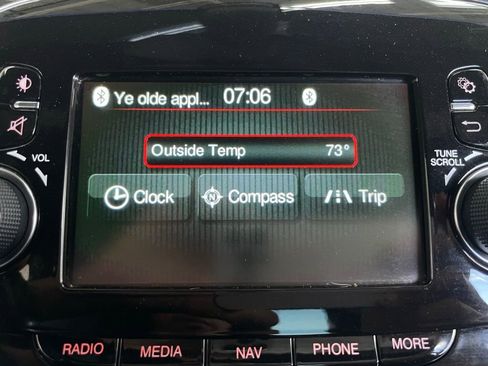 Ye olde appl... 07:06
Outside Temp 73°
Clock N Compass Trip
VOL
TUNE
SCROLL
RADIO MEDIA NAV PHONE MORE